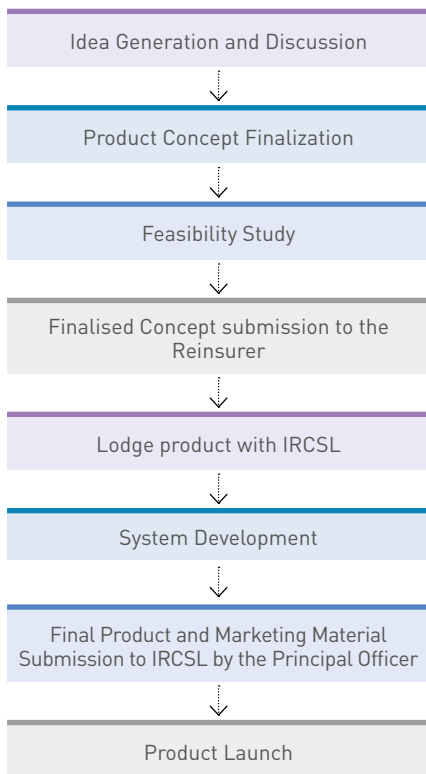 Idea Generation and Discussion
Product Concept Finalization
Feasibility Study
Finalised Concept submission to the
Reinsurer
Lodge product with IRCSL
System Development
Final Product and Marketing Material
Submission to IRCSL by the Principal Officer
Product Launch